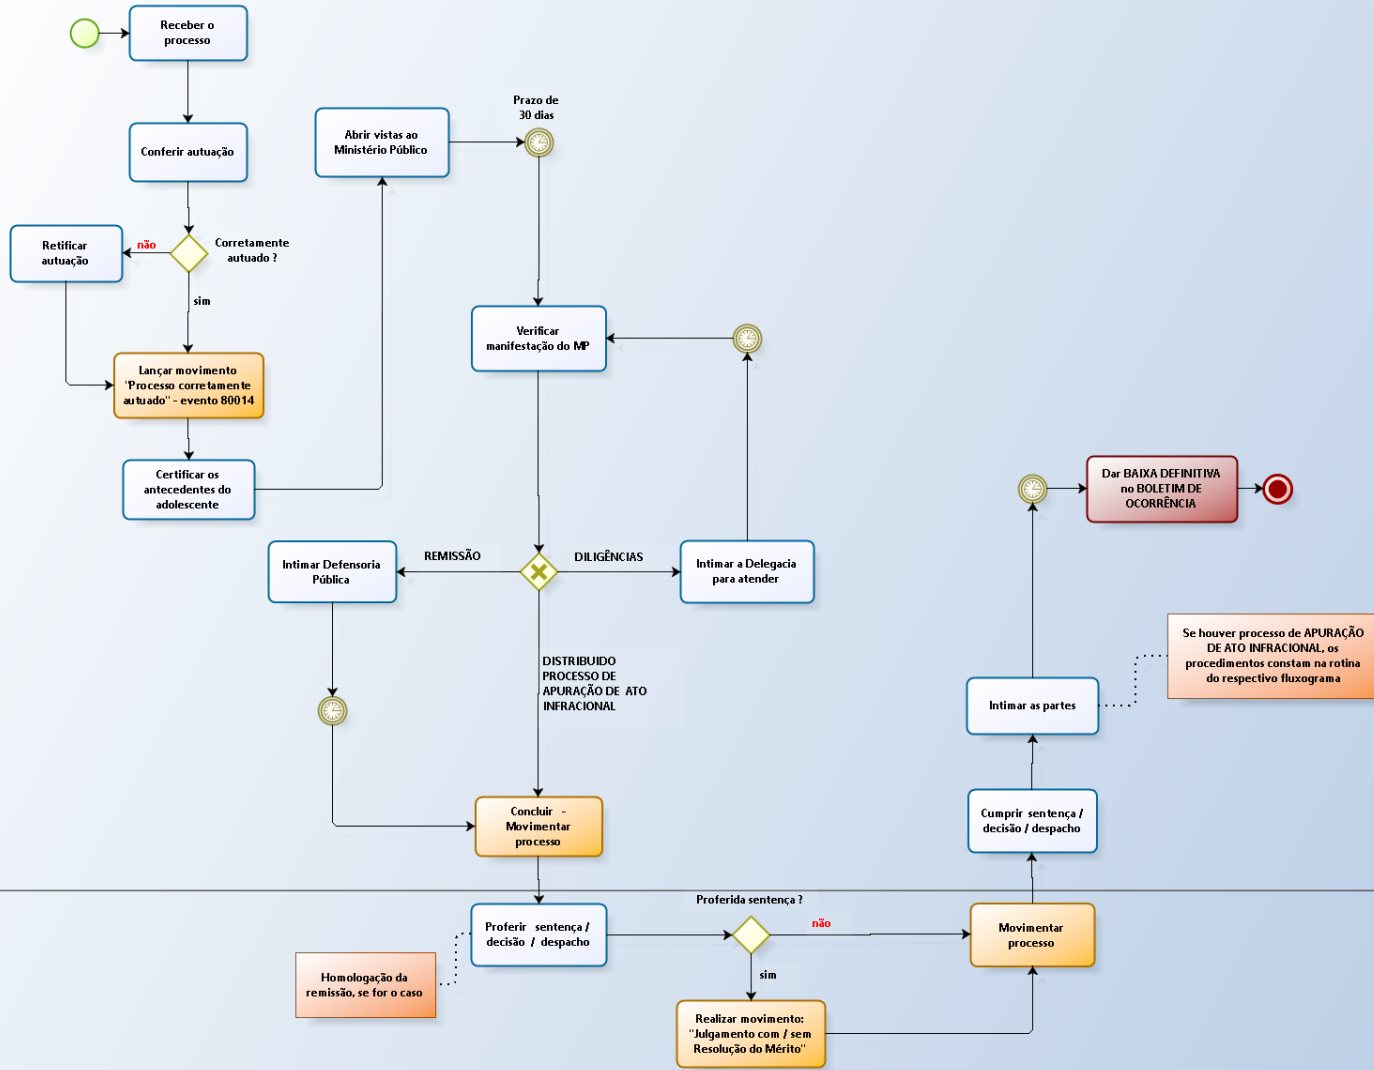 Receber o
processo
Conferir autuação
Corretamente
autuado ?
não
Retificar
autuação
sim
Lançar movimento
"Processo corretamente
autuado" - evento 80014
Certificar os
antecedentes do
adolescente
Abrir vistas ao
Ministério Público
Prazo de
30 dias
Verificar
manifestação do MP
REMISSÃO
DILIGÊNCIAS
Intimar Defensoria
Pública
Intimar a Delegacia
para atender
DISTRIBUIDO
PROCESSO DE
APURAÇÃO DE ATO
INFRACIONAL
Concluir -
Movimentar
processo
Proferir sentença /
decisão / despacho
Homologação da
remissão, se for o caso
Proferida sentença ?
não
sim
Realizar movimento:
"Julgamento com / sem
Resolução do Mérito"
Movimentar
processo
Cumprir sentença /
decisão / despacho
Intimar as partes
Se houver processo de APURAÇÃO
DE ATO INFRACIONAL, os
procedimentos constam na rotina
do respectivo fluxograma
Dar BAIXA DEFINITIVA
no BOLETIM DE
OCORRÊNCIA